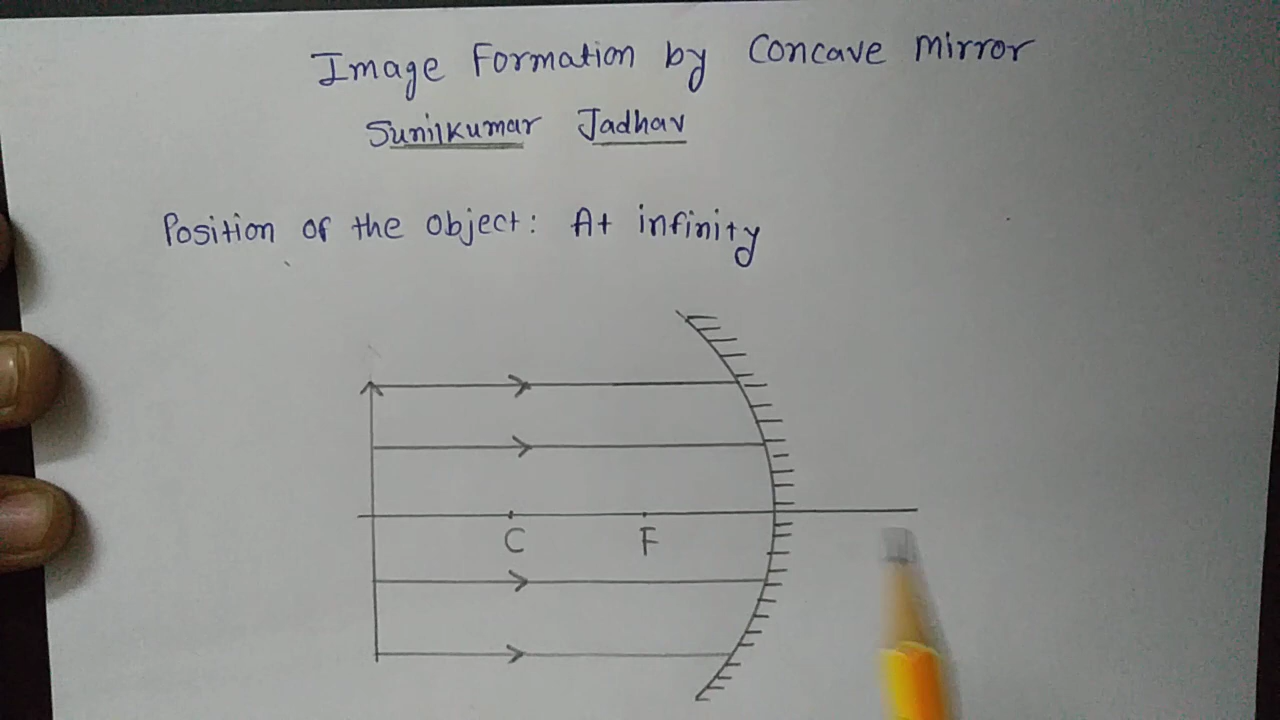 Image Formation by Concave Mirror
Sunilkumar Jadhav
Position of the object: At infinity
C F